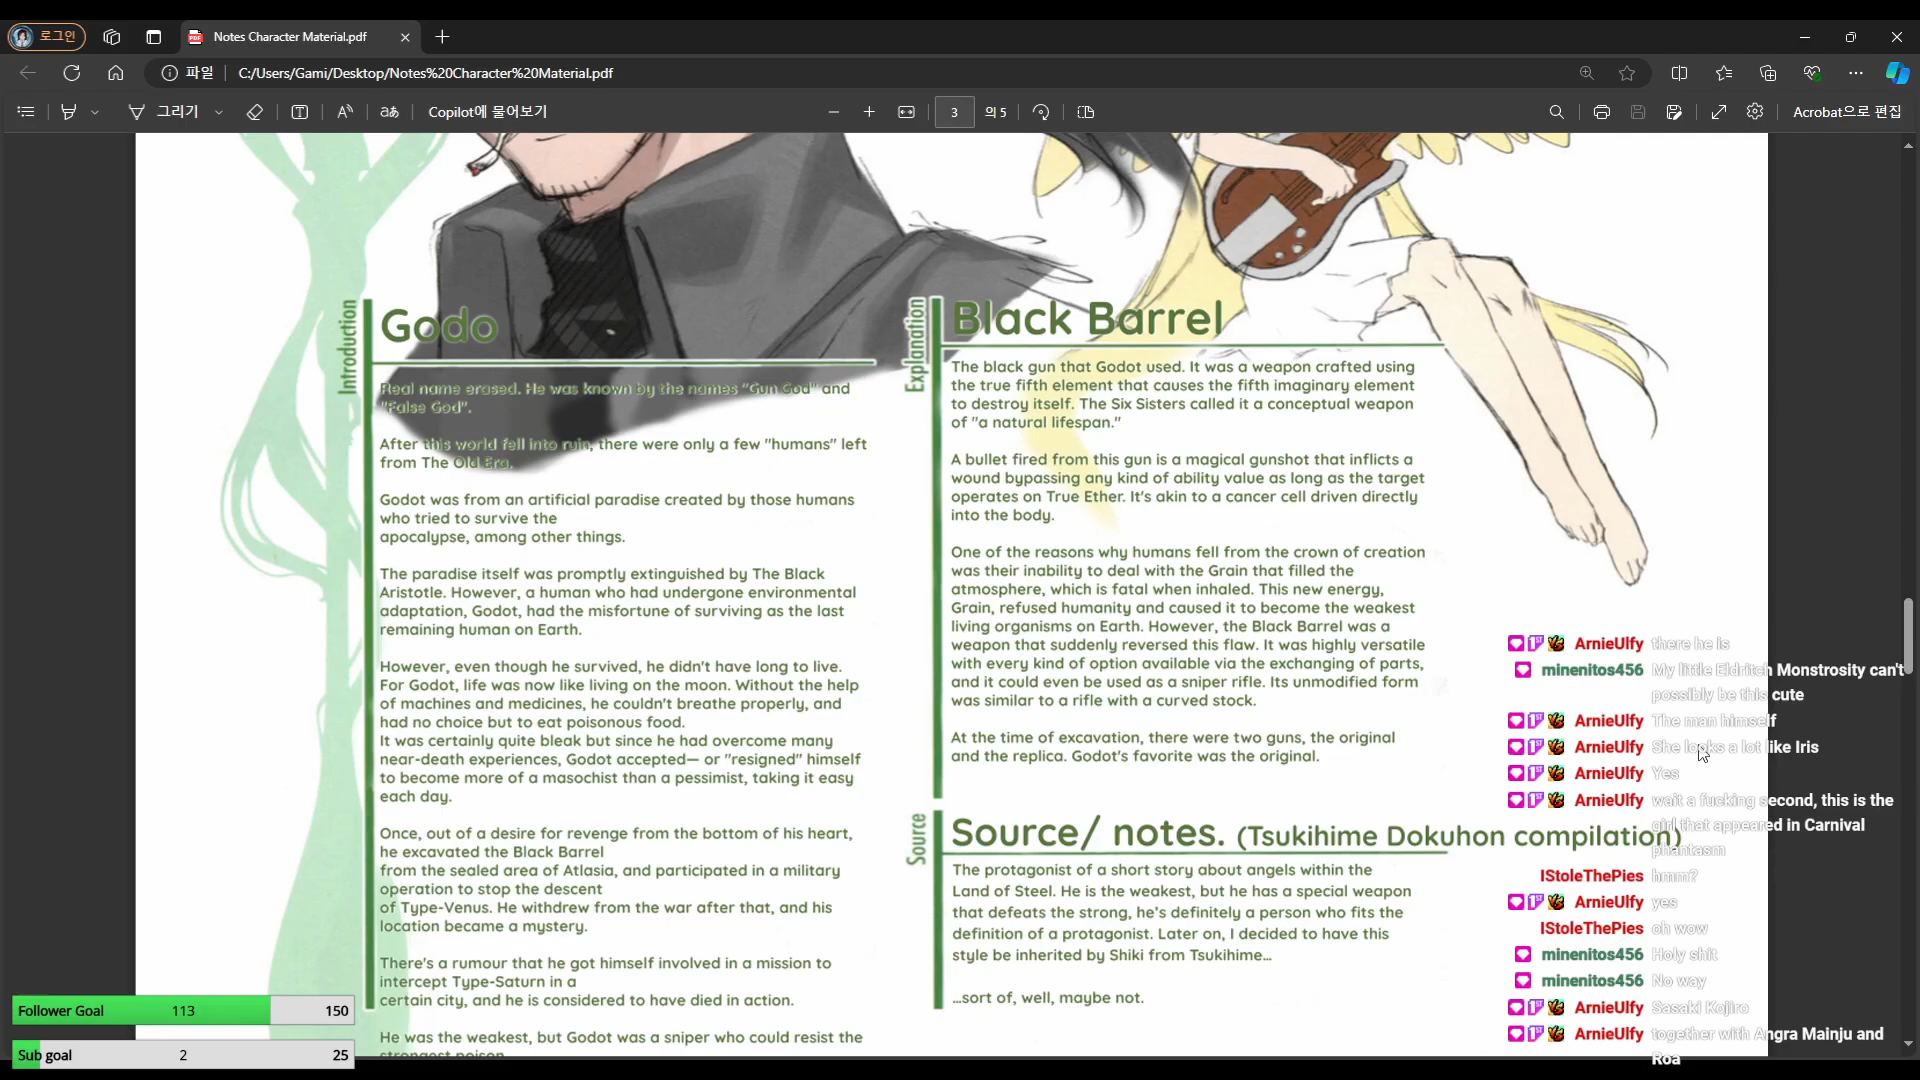 로그인
Notes Character Material.pdf
파일
C:/Users/Gami/Desktop/Notes%20Character%20Material.pdf
그리기
aあ
Copilot에 물어보기
3
의 5
Acrobat으로 편집
Introduction
Godo
Real name erased. He was known by the names "Gun God" and
"False God".
After this world fell into ruin, there were only a few "humans" left
from The Old Era.
Godot was from an artificial paradise created by those humans
who tried to survive the
apocalypse, among other things.
The paradise itself was promptly extinguished by The Black
Aristotle. However, a human who had undergone environmental
adaptation, Godot, had the misfortune of surviving as the last
remaining human on Earth.
However, even though he survived, he didn't have long to live.
For Godot, life was now like living on the moon. Without the help
of machines and medicines, he couldn't breathe properly, and
had no choice but to eat poisonous food.
It was certainly quite bleak but since he had overcome many
near-death experiences, Godot accepted— or "resigned" himself
to become more of a masochist than a pessimist, taking it easy
each day.
Once, out of a desire for revenge from the bottom of his heart,
he excavated the Black Barrel
from the sealed area of Atlasia, and participated in a military
operation to stop the descent
of Type-Venus. He withdrew from the war after that, and his
location became a mystery.
There's a rumour that he got himself involved in a mission to
intercept Type-Saturn in a
certain city, and he is considered to have died in action.
He was the weakest, but Godot was a sniper who could resist the
strongest poison
Explanation
Black Barrel
The black gun that Godot used. It was a weapon crafted using
the true fifth element that causes the fifth imaginary element
to destroy itself. The Six Sisters called it a conceptual weapon
of "a natural lifespan."
A bullet fired from this gun is a magical gunshot that inflicts a
wound bypassing any kind of ability value as long as the target
operates on True Ether. It's akin to a cancer cell driven directly
into the body.
One of the reasons why humans fell from the crown of creation
was their inability to deal with the Grain that filled the
atmosphere, which is fatal when inhaled. This new energy,
Grain, refused humanity and caused it to become the weakest
living organisms on Earth. However, the Black Barrel was a
weapon that suddenly reversed this flaw. It was highly versatile
with every kind of option available via the exchanging of parts,
and it could even be used as a sniper rifle. Its unmodified form
was similar to a rifle with a curved stock.
At the time of excavation, there were two guns, the original
and the replica. Godot's favorite was the original.
Source
Source/ notes. (Tsukihime Dokuhon compilation)
The protagonist of a short story about angels within the
Land of Steel. He is the weakest, but he has a special weapon
that defeats the strong, he's definitely a person who fits the
definition of a protagonist. Later on, I decided to have this
style be inherited by Shiki from Tsukihime...
...sort of, well, maybe not.
ArnieUlfy there he is
minenitos456 My little Eldritch Monstrosity can't
possibly be this cute
ArnieUlfy The man himself
ArnieUlfy She looks a lot like Iris
ArnieUlfy Yes
ArnieUlfy wait a fucking second, this is the
girl that appeared in Carnival
phantasm
IStoleThePies hmm?
ArnieUlfy yes
IStoleThePies oh wow
minenitos456 Holy shit
minenitos456 No way
ArnieUlfy Sasaki Kojiro
ArnieUlfy together with Angra Mainju and
Roa
Follower Goal 113 150
Sub goal 2 25